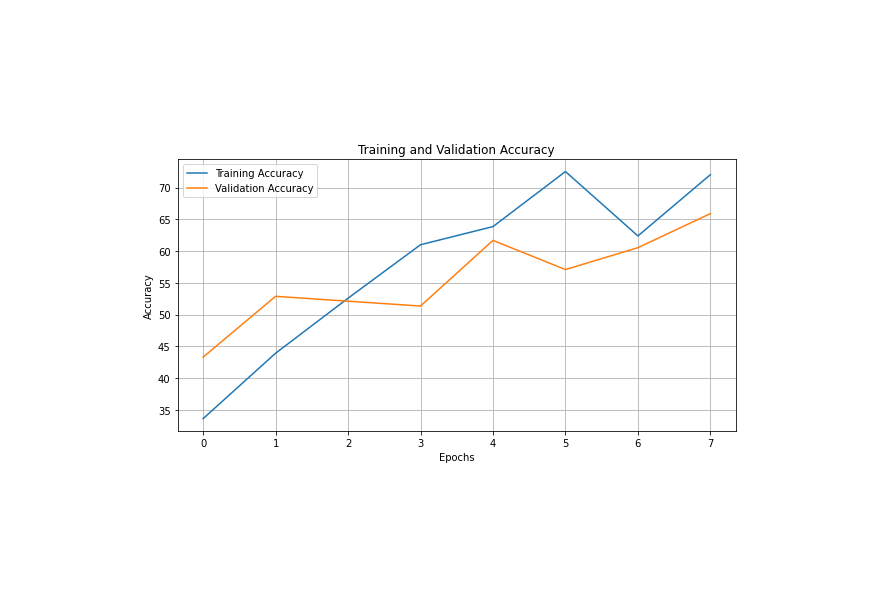 Training and Validation Accuracy
Training Accuracy
Validation Accuracy
70
65
60
55
50
45
40
35
Accuracy
0 1 2 3 4 5 6 7
Epochs